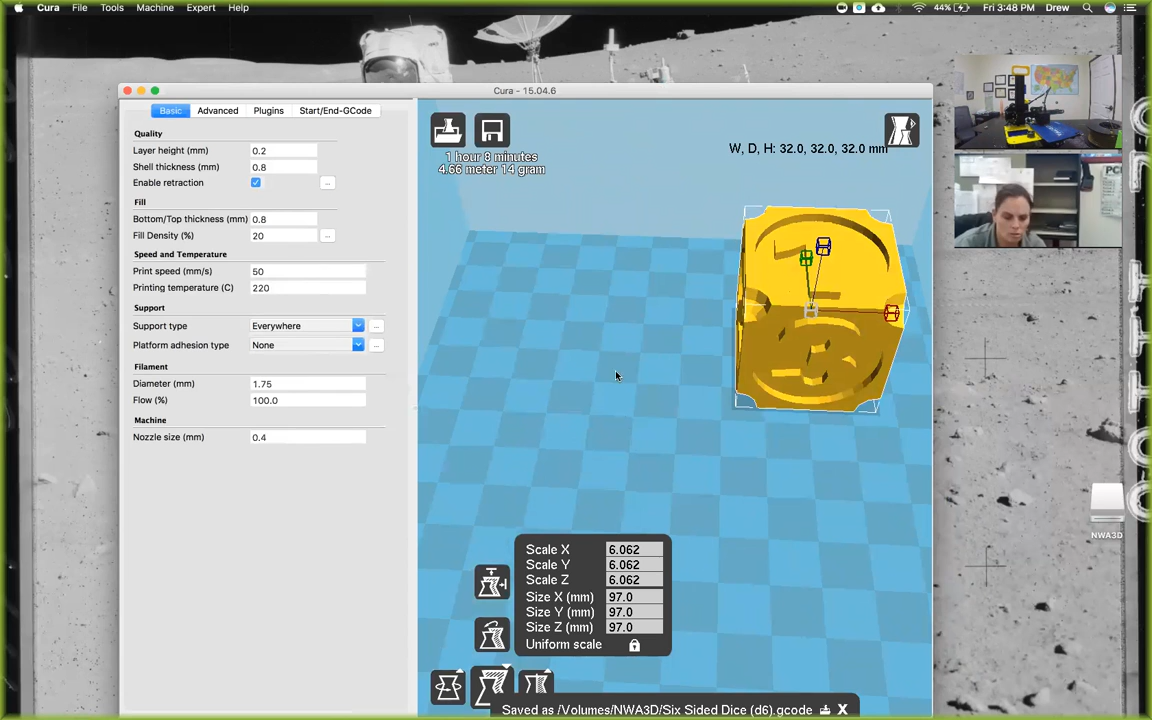 Cura File Tools Machine Expert Help
44% Fri 3:48 PM Drew
Cura - 15.04.6
Basic Advanced Plugins Start/End-GCode
Quality
Layer height (mm) 0.2
Shell thickness (mm) 0.8
Enable retraction ...
Fill
Bottom/Top thickness (mm) 0.8
Fill Density (%) 20 ...
Speed and Temperature
Print speed (mm/s) 50
Printing temperature (C) 220
Support
Support type Everywhere ...
Platform adhesion type None ...
Filament
Diameter (mm) 1.75
Flow (%) 100.0
Machine
Nozzle size (mm) 0.4
1 hour 8 minutes
4.66 meter 14 gram
W, D, H: 32.0, 32.0, 32.0 mm
Scale X 6.062
Scale Y 6.062
Scale Z 6.062
Size X (mm) 97.0
Size Y (mm) 97.0
Size Z (mm) 97.0
Uniform scale
Saved as /Volumes/NWA3D/Six Sided Dice (d6).gcode X
NWA3D